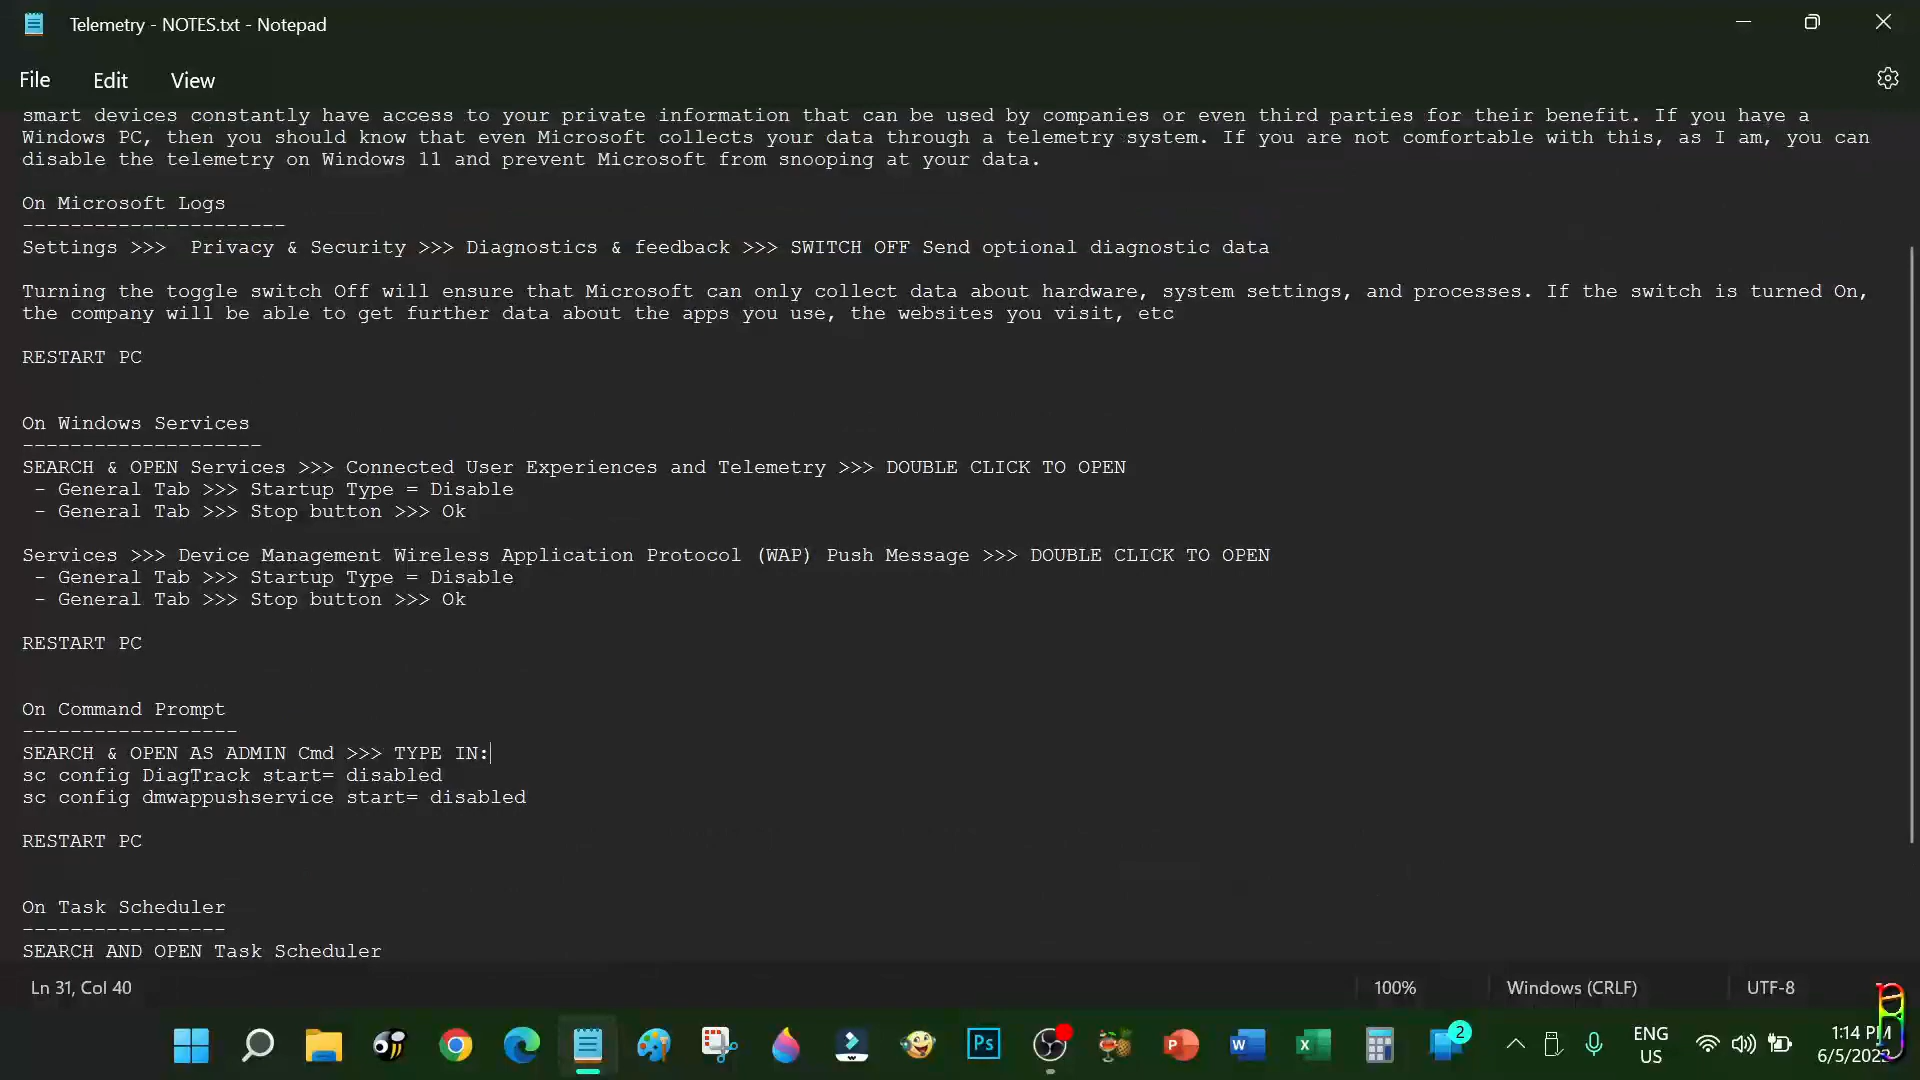 Telemetry - NOTES.txt - Notepad
File Edit View
smart devices constantly have access to your private information that can be used by companies or even third parties for their benefit. If you have a
Windows PC, then you should know that even Microsoft collects your data through a telemetry system. If you are not comfortable with this, as I am, you can
disable the telemetry on Windows 11 and prevent Microsoft from snooping at your data.
On Microsoft Logs
----------------------
Settings >>>  Privacy & Security >>> Diagnostics & feedback >>> SWITCH OFF Send optional diagnostic data
Turning the toggle switch Off will ensure that Microsoft can only collect data about hardware, system settings, and processes. If the switch is turned On,
the company will be able to get further data about the apps you use, the websites you visit, etc
RESTART PC
On Windows Services
--------------------
SEARCH & OPEN Services >>> Connected User Experiences and Telemetry >>> DOUBLE CLICK TO OPEN
- General Tab >>> Startup Type = Disable
- General Tab >>> Stop button >>> Ok
Services >>> Device Management Wireless Application Protocol (WAP) Push Message >>> DOUBLE CLICK TO OPEN
- General Tab >>> Startup Type = Disable
- General Tab >>> Stop button >>> Ok
RESTART PC
On Command Prompt
------------------
SEARCH & OPEN AS ADMIN Cmd >>> TYPE IN:
sc config DiagTrack start= disabled
sc config dmwappushservice start= disabled
RESTART PC
On Task Scheduler
-----------------
SEARCH AND OPEN Task Scheduler
Ln 31, Col 40
100%
Windows (CRLF)
UTF-8
Ps
P
W
X
2
ENG
US
1:14 PM